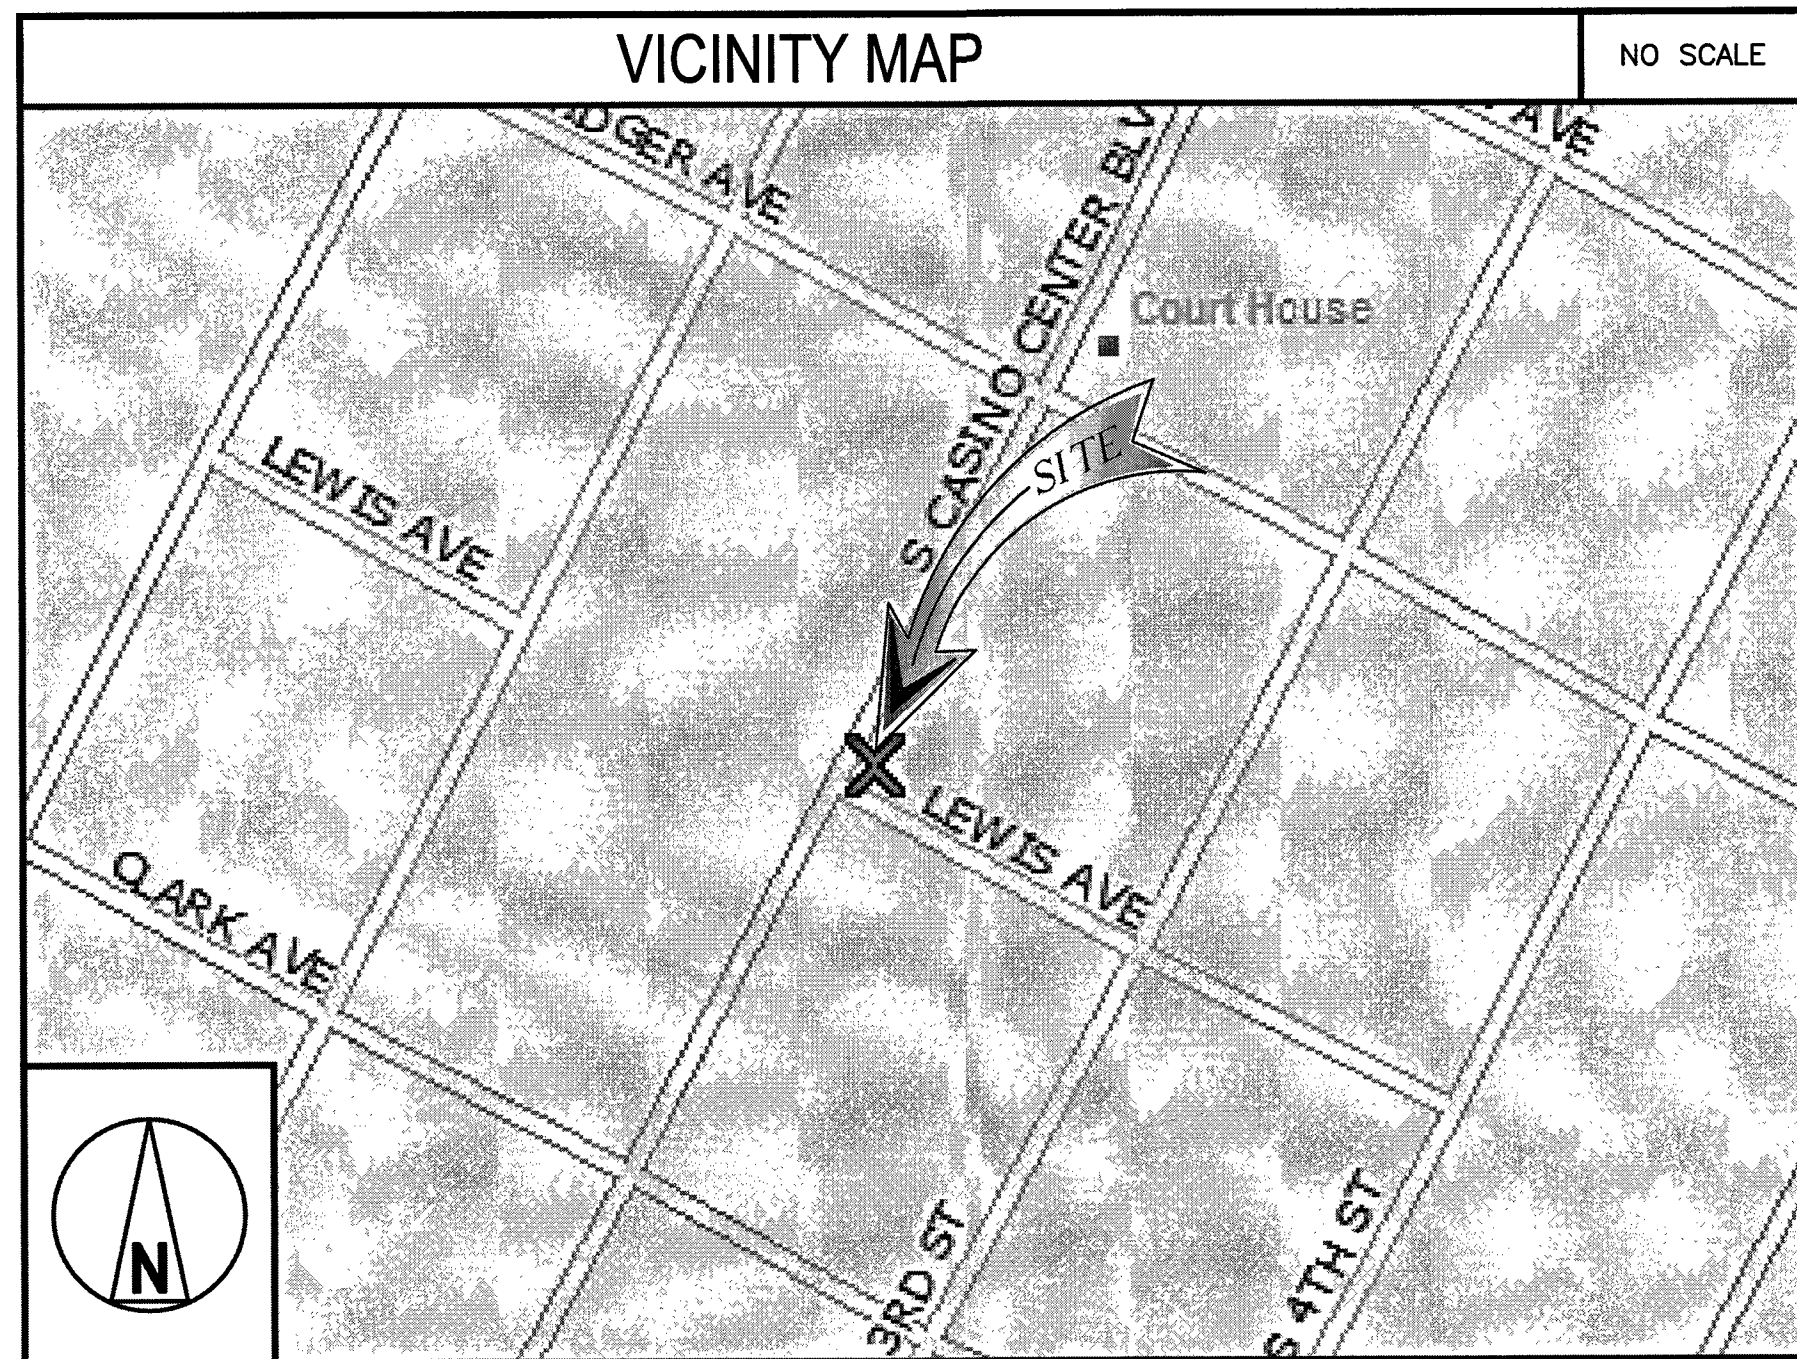 VICINITY MAP
NO SCALE
ADGER AVE
AVE
S CASINO CENTER BLV
Court House
SITE
LEWIS AVE
LEWIS AVE
CLARK AVE
3RD ST
S 4TH ST
N